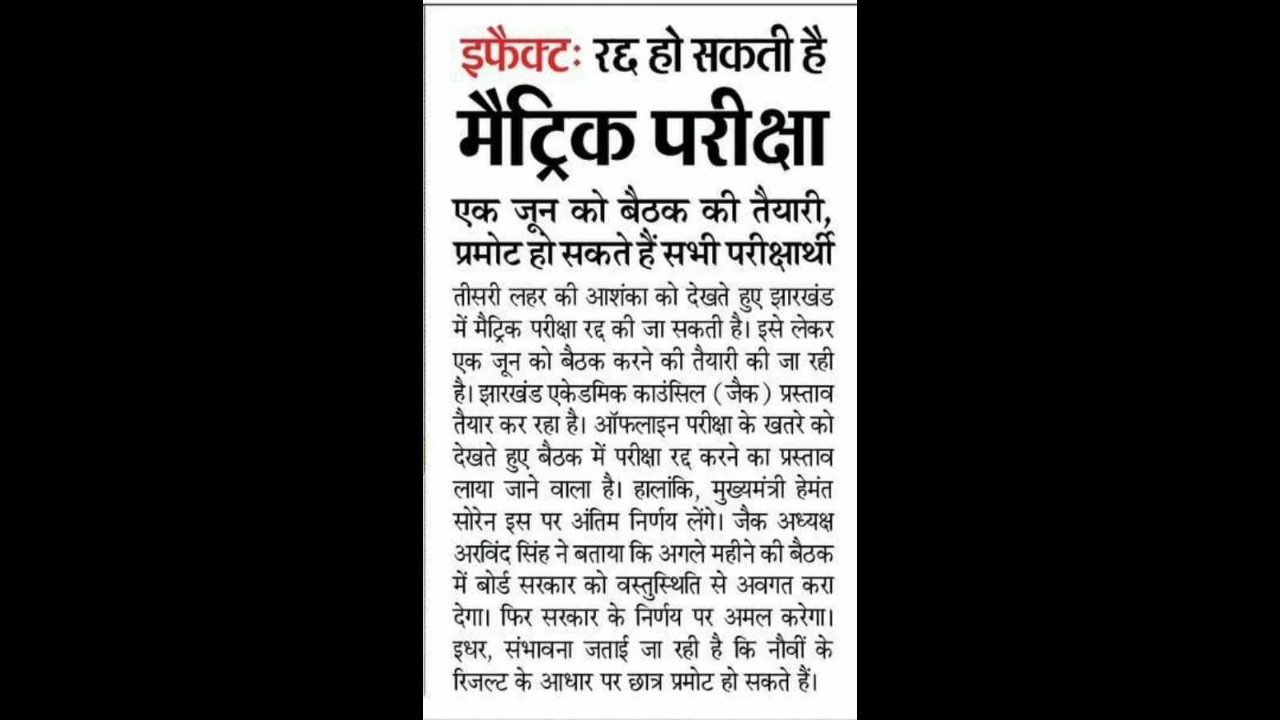 इफैक्टः रद्द हो सकती है
मैट्रिक परीक्षा
एक जून को बैठक की तैयारी,
प्रमोट हो सकते हैं सभी परीक्षार्थी
तीसरी लहर की आशंका को देखते हुए झारखंड
में मैट्रिक परीक्षा रद्द की जा सकती है। इसे लेकर
एक जून को बैठक करने की तैयारी की जा रही
है। झारखंड एकेडमिक काउंसिल (जैक) प्रस्ताव
तैयार कर रहा है। ऑफलाइन परीक्षा के खतरे को
देखते हुए बैठक में परीक्षा रद्द करने का प्रस्ताव
लाया जाने वाला है। हालांकि, मुख्यमंत्री हेमंत
सोरेन इस पर अंतिम निर्णय लेंगे। जैक अध्यक्ष
अरविंद सिंह ने बताया कि अगले महीने की बैठक
में बोर्ड सरकार को वस्तुस्थिति से अवगत करा
देगा। फिर सरकार के निर्णय पर अमल करेगा।
इधर, संभावना जताई जा रही है कि नौवीं के
रिजल्ट के आधार पर छात्र प्रमोट हो सकते हैं।